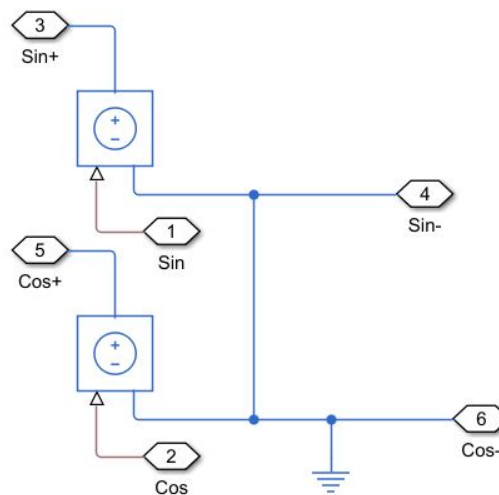 3
Sin+
+
−
4
Sin-
1
Sin
5
Cos+
+
−
6
Cos-
2
Cos